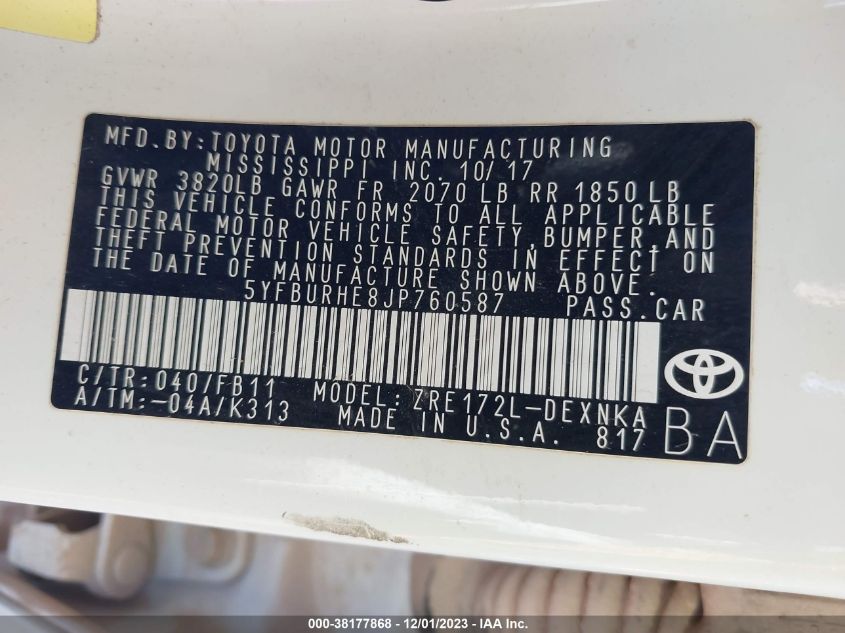 MFD.BY:TOYOTA MOTOR MANUFACTURING
MISSISSIPPI INC. 10/17
GVWR 3820LB GAWR FR 2070 LB RR 1850 LB
THIS VEHICLE CONFORMS TO ALL APPLICABLE
FEDERAL MOTOR VEHICLE SAFETY,BUMPER,AND
THEFT PREVENTION STANDARDS IN EFFECT ON
THE DATE OF MANUFACTURE SHOWN ABOVE.
5YFBURHE8JP760587 PASS.CAR
C/TR:040/FB11 MODEL:ZRE172L-DEXNKA
A/TM:-04A/K313 MADE IN U.S.A. 817 BA
000-38177868 - 12/01/2023 - IAA Inc.